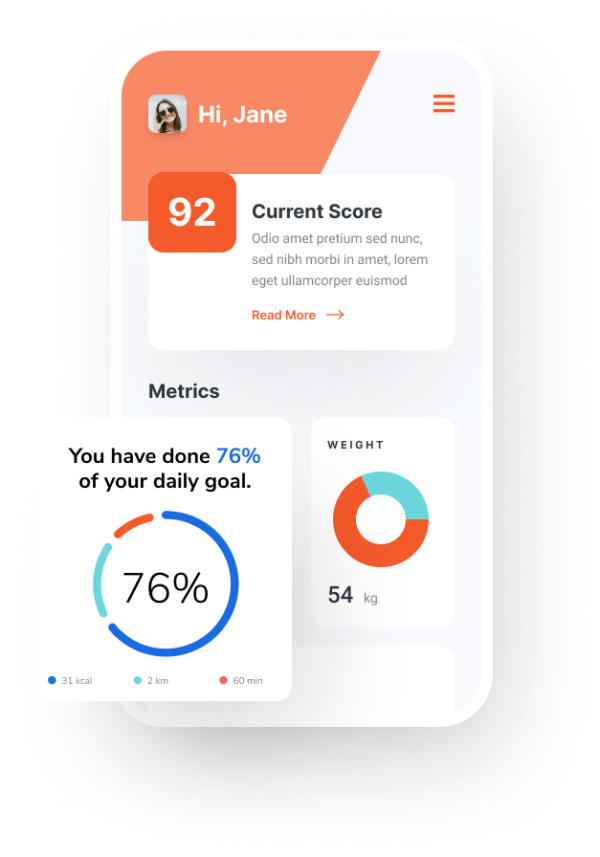 Hi, Jane
92
Current Score
Odio amet pretium sed nunc,
sed nibh morbi in amet, lorem
eget ullamcorper euismod
Read More
Metrics
You have done 76%
of your daily goal.
76%
31 kcal
2 km
60 min
WEIGHT
54 kg